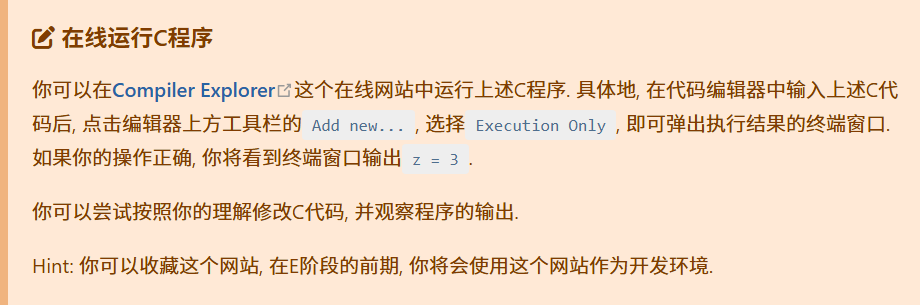 在线运行C程序
你可以在Compiler Explorer这个在线网站中运行上述C程序. 具体地, 在代码编辑器中输入上述C代
码后, 点击编辑器上方工具栏的 Add new... , 选择 Execution Only , 即可弹出执行结果的终端窗口.
如果你的操作正确, 你将看到终端窗口输出 z = 3 .
你可以尝试按照你的理解修改C代码, 并观察程序的输出.
Hint: 你可以收藏这个网站, 在E阶段的前期, 你将会使用这个网站作为开发环境.